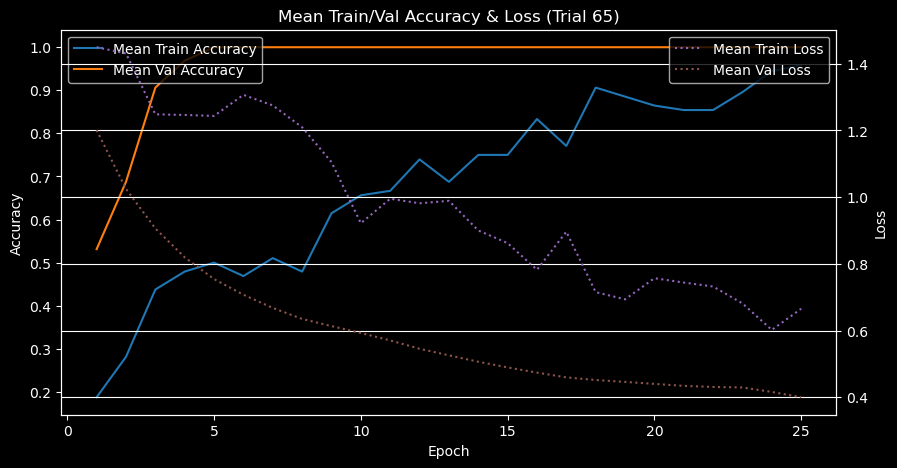 Mean Train/Val Accuracy & Loss (Trial 65)
Mean Train Accuracy
Mean Val Accuracy
Mean Train Loss
Mean Val Loss
1.0
0.9
0.8
0.7
0.6
0.5
0.4
0.3
0.2
Accuracy
1.4
1.2
1.0
0.8
0.6
0.4
Loss
0
5
10
15
20
25
Epoch